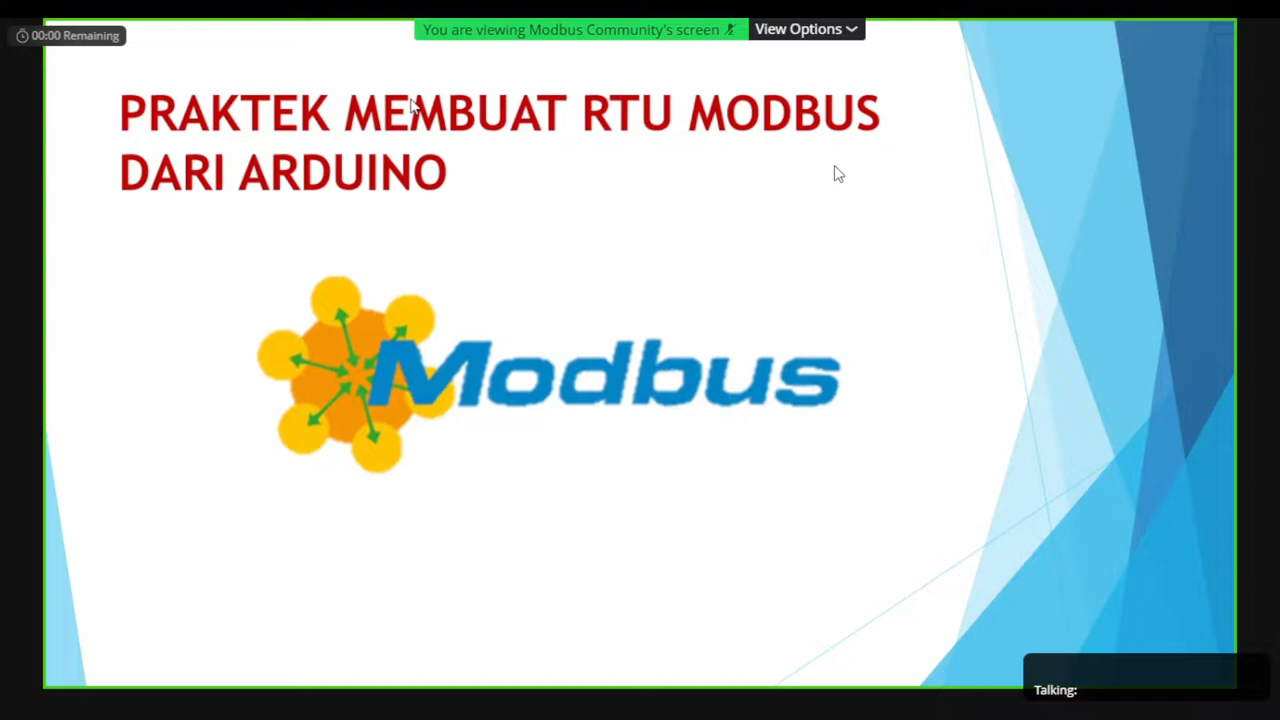 00:00 Remaining
You are viewing Modbus Community's screen
View Options
PRAKTEK MEMBUAT RTU MODBUS
DARI ARDUINO
Modbus
Talking: